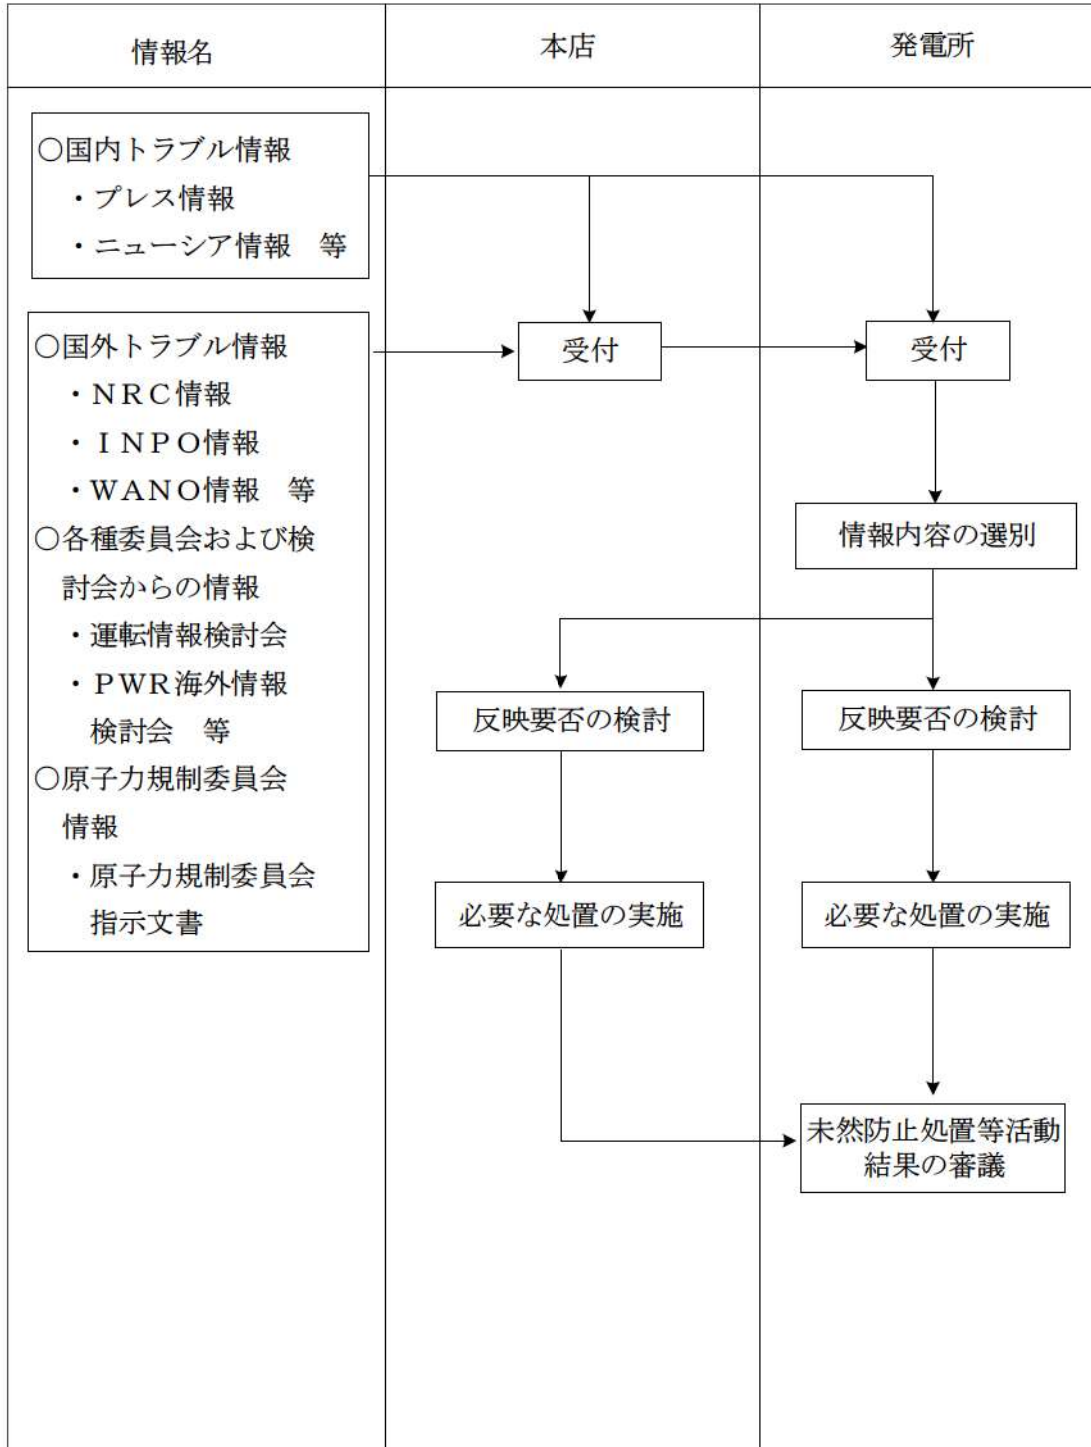 情報名
本店
発電所
○国内トラブル情報
・プレス情報
・ニューシア情報　等
○国外トラブル情報
・ＮＲＣ情報
・ＩＮＰＯ情報
・ＷＡＮＯ情報　等
○各種委員会および検
討会からの情報
・運転情報検討会
・ＰＷＲ海外情報
検討会　等
○原子力規制委員会
情報
・原子力規制委員会
指示文書
受付
受付
情報内容の選別
反映要否の検討
反映要否の検討
必要な処置の実施
必要な処置の実施
未然防止処置等活動
結果の審議